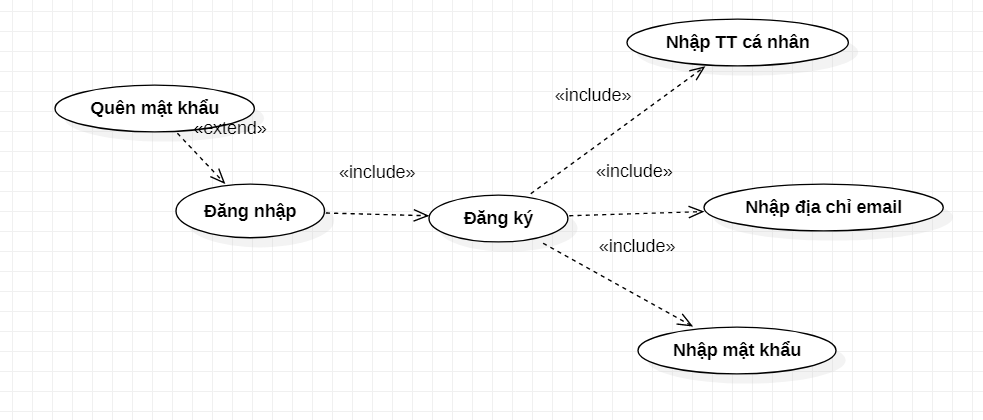 Nhập TT cá nhân
«include»
Quên mật khẩu
«extend»
«include»
«include»
Đăng nhập
Đăng ký
Nhập địa chỉ email
«include»
Nhập mật khẩu